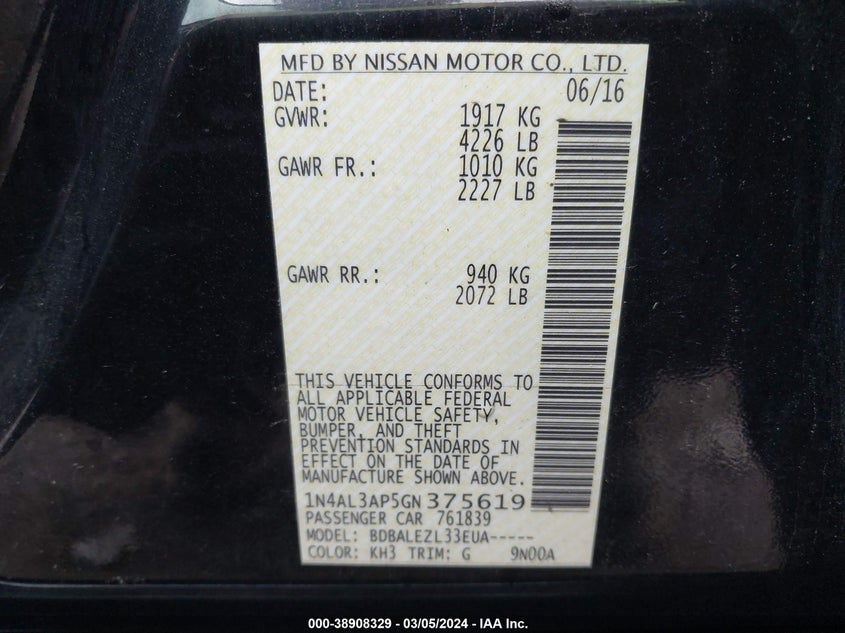 MFD BY NISSAN MOTOR CO., LTD.
DATE: 06/16
GVWR: 1917 KG
4226 LB
GAWR FR.: 1010 KG
2227 LB
GAWR RR.: 940 KG
2072 LB
THIS VEHICLE CONFORMS TO
ALL APPLICABLE FEDERAL
MOTOR VEHICLE SAFETY,
BUMPER, AND THEFT
PREVENTION STANDARDS IN
EFFECT ON THE DATE OF
MANUFACTURE SHOWN ABOVE.
1N4AL3AP5GN375619
PASSENGER CAR 761839
MODEL: BDBALEZL33EUA-----
COLOR: KH3 TRIM: G 9N00A
000-38908329 - 03/05/2024 - IAA Inc.